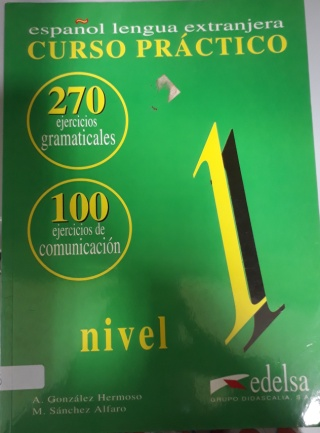 español lengua extranjera
CURSO PRÁCTICO
270
ejercicios
gramaticales
100
ejercicios de
comunicación
1
nivel
A. González Hermoso
M. Sánchez Alfaro
edelsa
GRUPO DIDASCALIA, S.A.